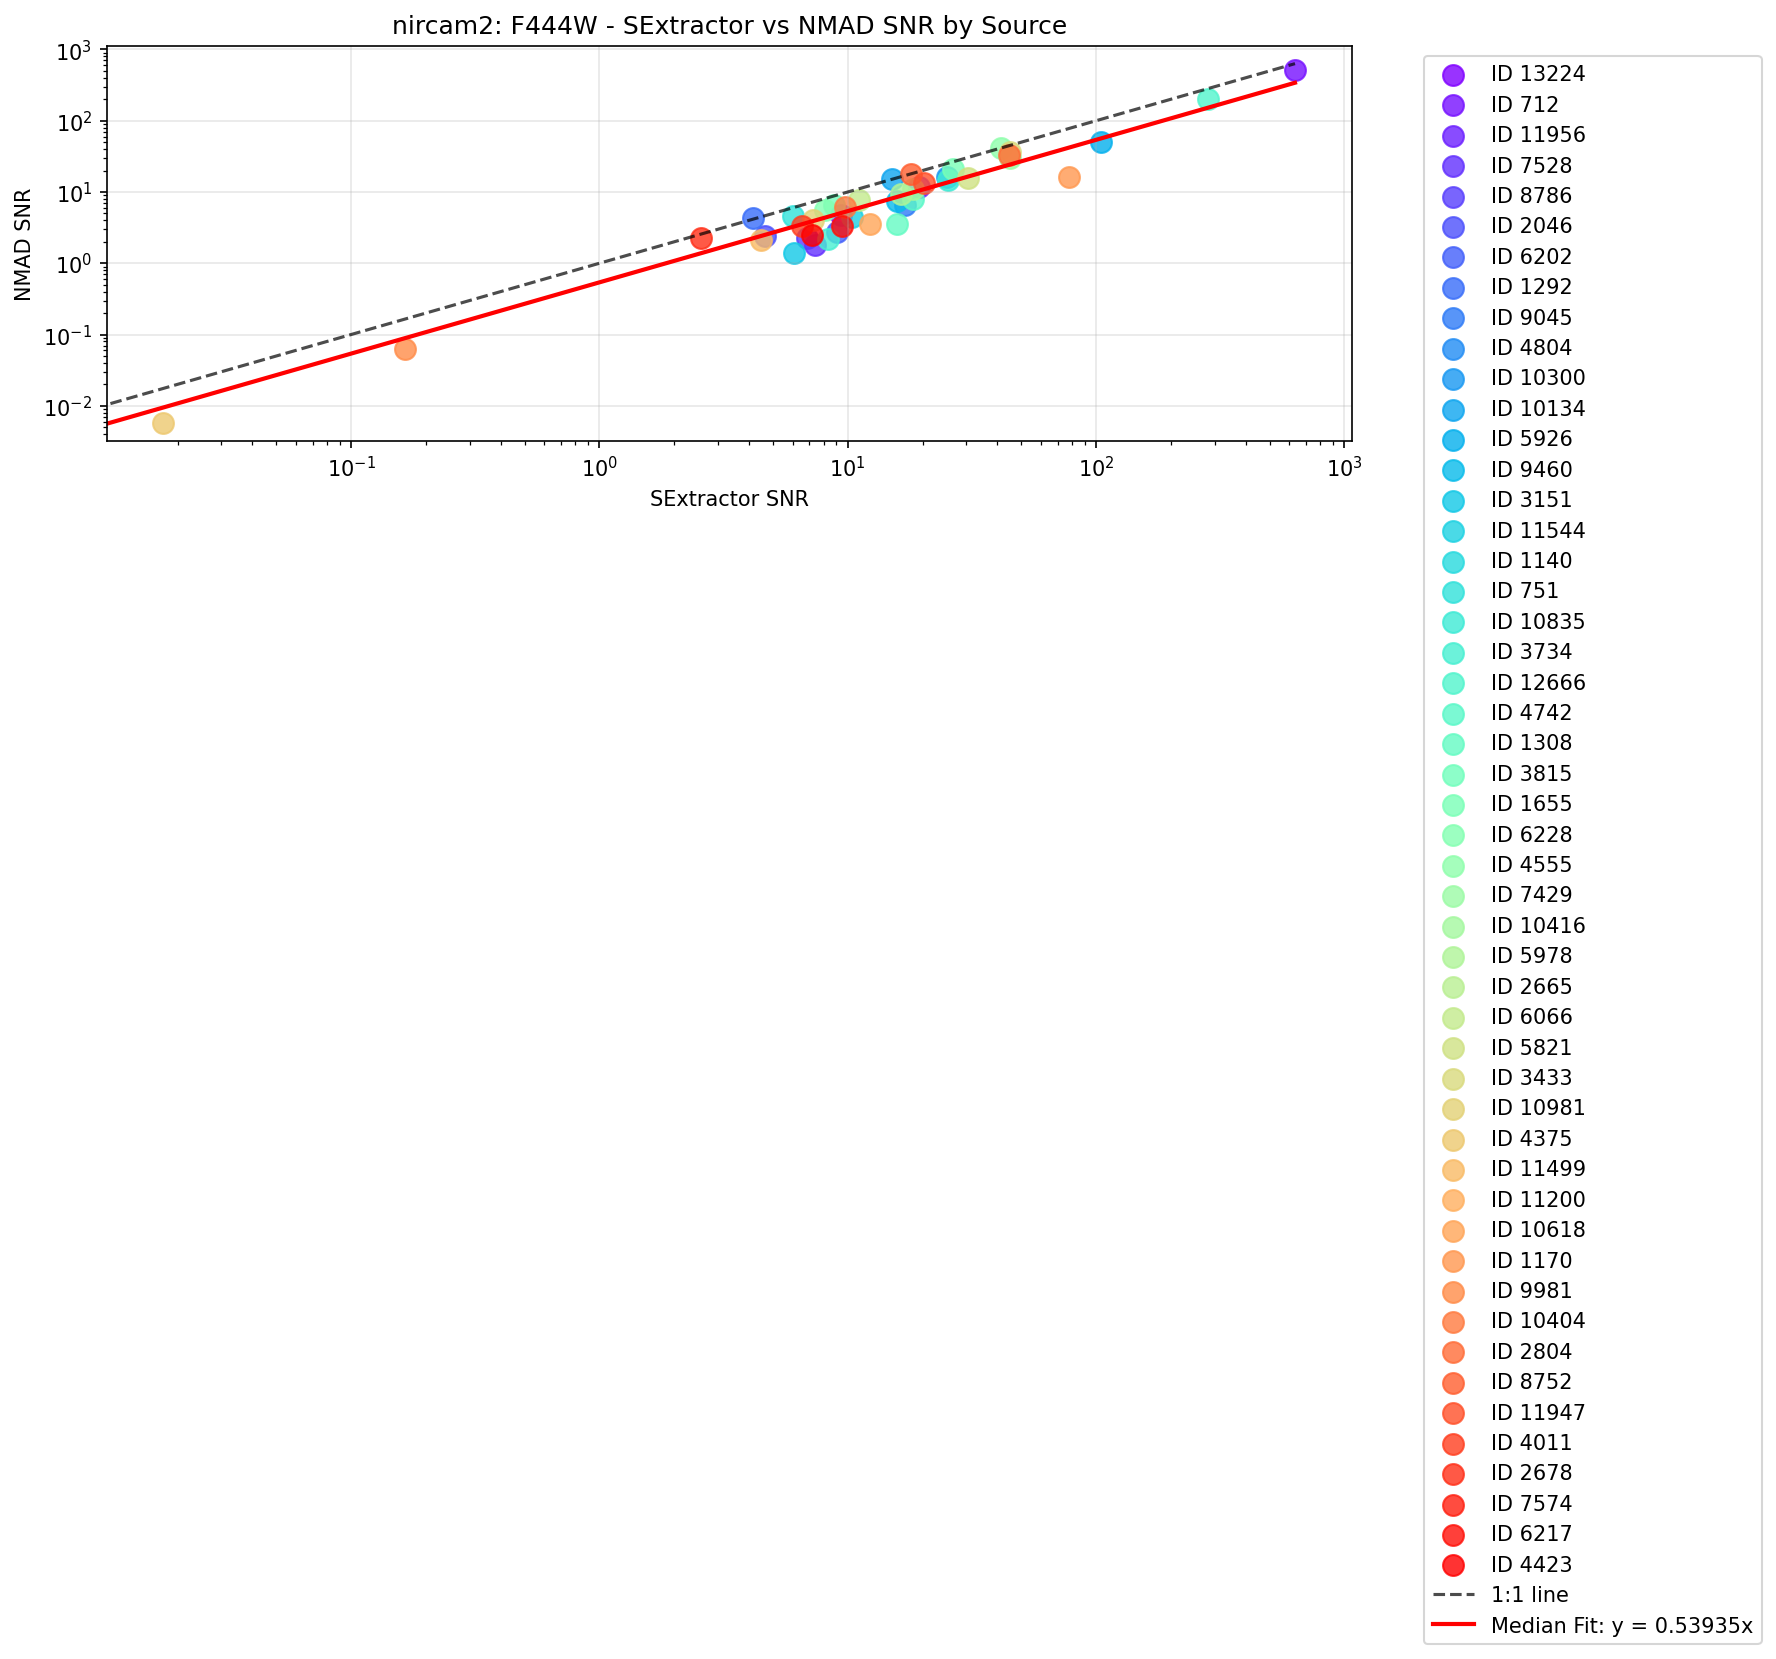 nircam2: F444W - SExtractor vs NMAD SNR by Source
NMAD SNR
10³
10²
10¹
10⁰
10⁻¹
10⁻²
10⁻¹
10⁰
10¹
10²
10³
SExtractor SNR
ID 13224
ID 712
ID 11956
ID 7528
ID 8786
ID 2046
ID 6202
ID 1292
ID 9045
ID 4804
ID 10300
ID 10134
ID 5926
ID 9460
ID 3151
ID 11544
ID 1140
ID 751
ID 10835
ID 3734
ID 12666
ID 4742
ID 1308
ID 3815
ID 1655
ID 6228
ID 4555
ID 7429
ID 10416
ID 5978
ID 2665
ID 6066
ID 5821
ID 3433
ID 10981
ID 4375
ID 11499
ID 11200
ID 10618
ID 1170
ID 9981
ID 10404
ID 2804
ID 8752
ID 11947
ID 4011
ID 2678
ID 7574
ID 6217
ID 4423
1:1 line
Median Fit: y = 0.53935x